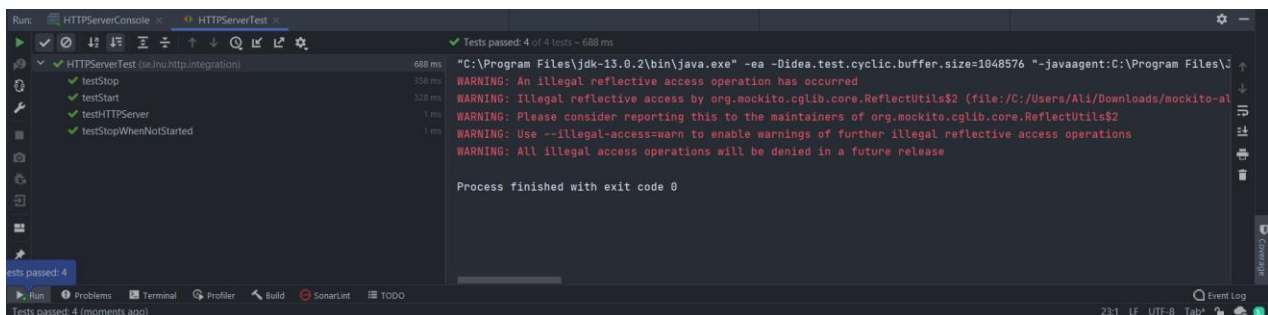 Run: HTTPServerConsole × HTTPServerTest ×
Tests passed: 4 of 4 tests – 688 ms
HTTPServerTest (se.lnu.http.integration) 688 ms
testStop 358 ms
testStart 328 ms
testHTTPServer 1 ms
testStopWhenNotStarted 1 ms
"C:\Program Files\jdk-13.0.2\bin\java.exe" -ea -Didea.test.cyclic.buffer.size=1048576 "-javaagent:C:\Program Files\J
WARNING: An illegal reflective access operation has occurred
WARNING: Illegal reflective access by org.mockito.cglib.core.ReflectUtils$2 (file:/C:/Users/Ali/Downloads/mockito-al
WARNING: Please consider reporting this to the maintainers of org.mockito.cglib.core.ReflectUtils$2
WARNING: Use --illegal-access=warn to enable warnings of further illegal reflective access operations
WARNING: All illegal access operations will be denied in a future release
Process finished with exit code 0
Coverage
ests passed: 4
Run Problems Terminal Profiler Build SonarLint TODO Event Log
Tests passed: 4 (moments ago) 23:1 LF UTF-8 Tab*